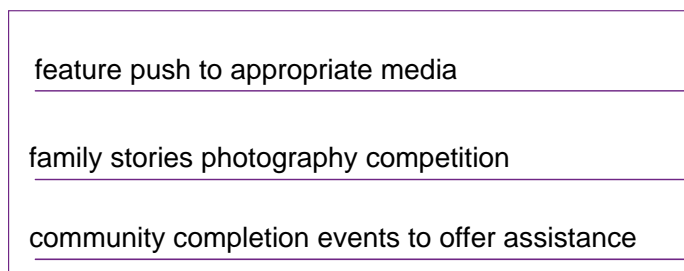 feature push to appropriate media
family stories photography competition
community completion events to offer assistance